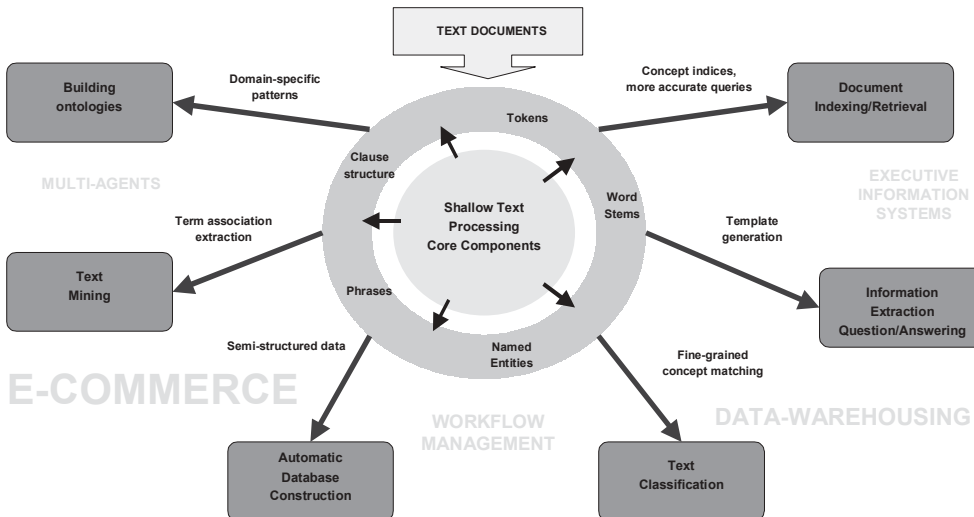 TEXT DOCUMENTS
Building
ontologies
Domain-specific
patterns
Concept indices,
more accurate queries
Document
Indexing/Retrieval
Tokens
Clause
structure
MULTI-AGENTS
EXECUTIVE
INFORMATION
SYSTEMS
Word
Stems
Shallow Text
Processing
Core Components
Term association
extraction
Template
generation
Text
Mining
Phrases
Information
Extraction
Question/Answering
Semi-structured data
Named
Entities
Fine-grained
concept matching
E-COMMERCE
WORKFLOW
MANAGEMENT
DATA-WAREHOUSING
Automatic
Database
Construction
Text
Classification